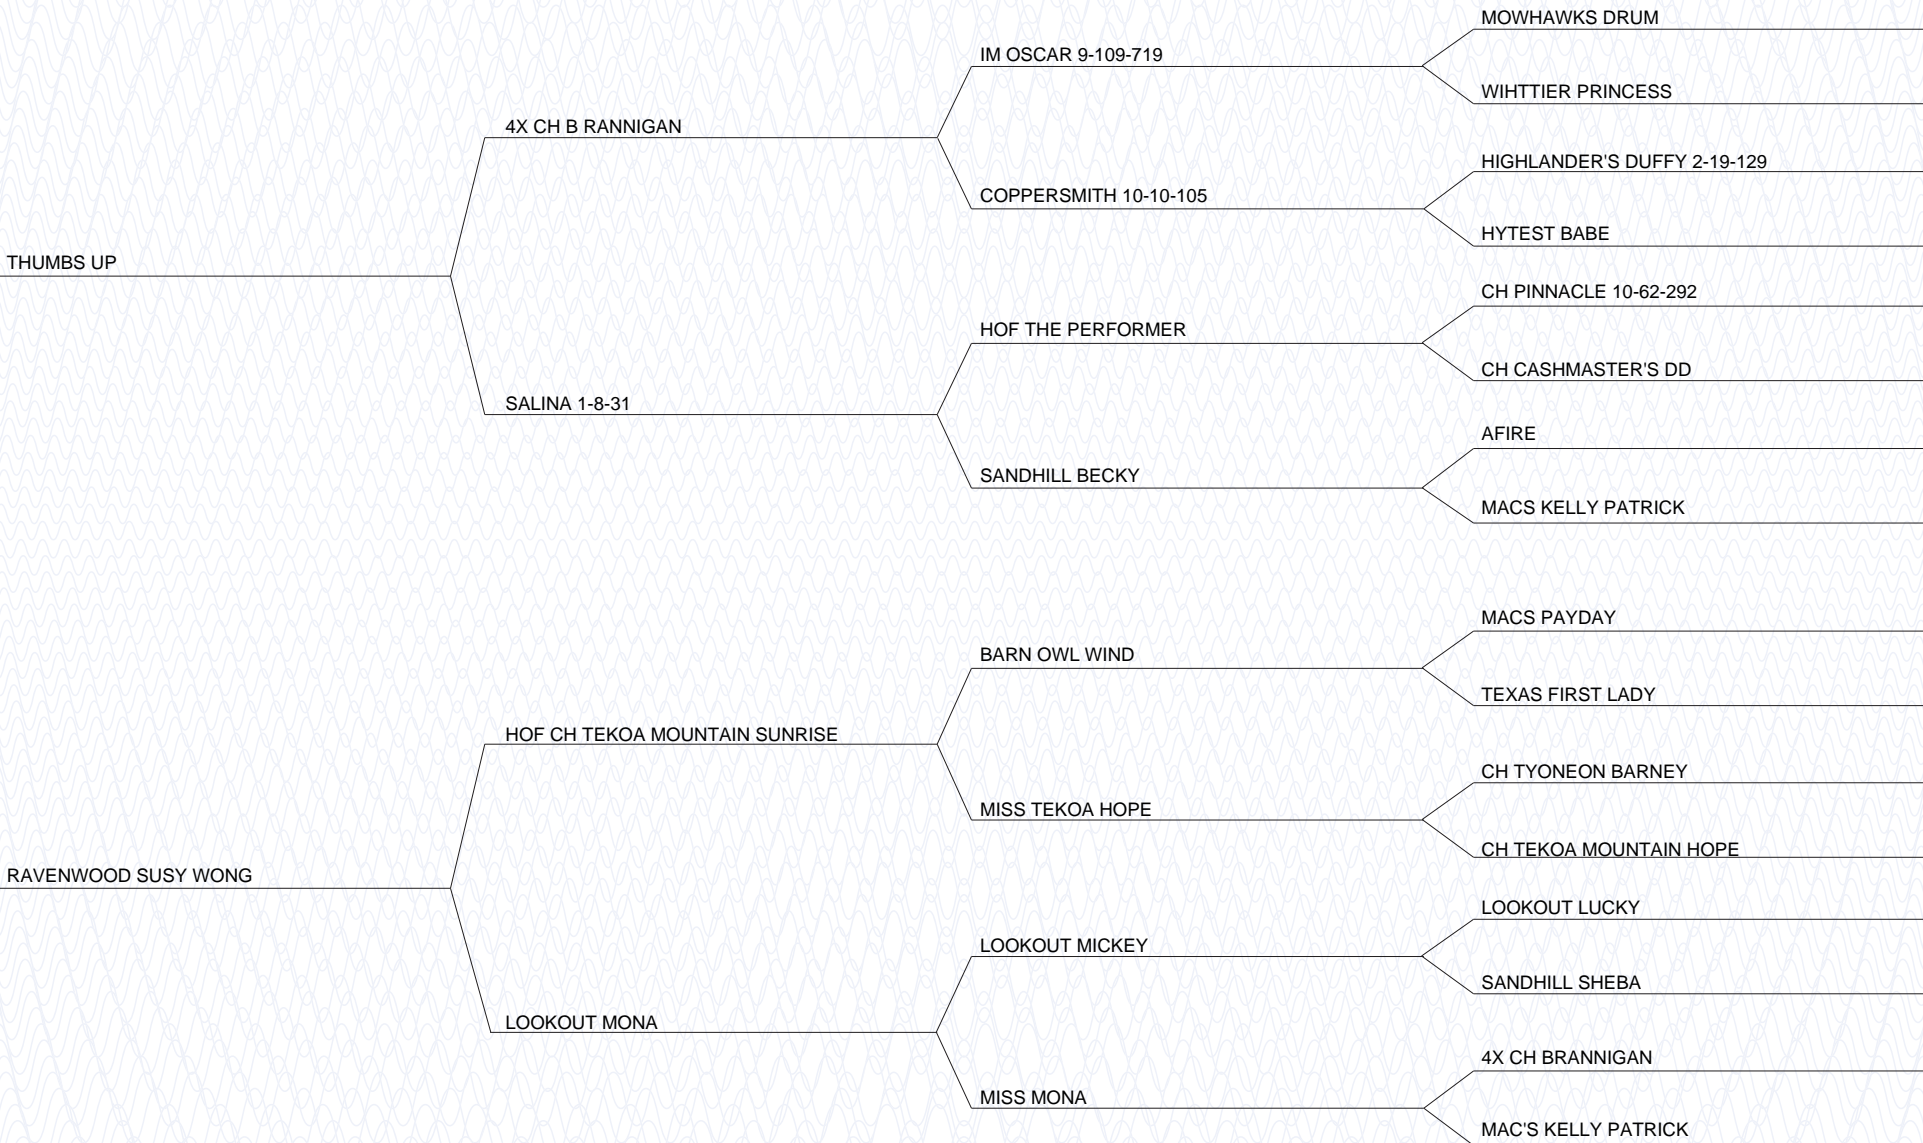 MOWHAWKS DRUM
IM OSCAR 9-109-719
WIHTTIER PRINCESS
4X CH B RANNIGAN
HIGHLANDER'S DUFFY 2-19-129
COPPERSMITH 10-10-105
HYTEST BABE
THUMBS UP
CH PINNACLE 10-62-292
HOF THE PERFORMER
CH CASHMASTER'S DD
SALINA 1-8-31
AFIRE
SANDHILL BECKY
MACS KELLY PATRICK
MACS PAYDAY
BARN OWL WIND
TEXAS FIRST LADY
HOF CH TEKOA MOUNTAIN SUNRISE
CH TYONEON BARNEY
MISS TEKOA HOPE
CH TEKOA MOUNTAIN HOPE
RAVENWOOD SUSY WONG
LOOKOUT LUCKY
LOOKOUT MICKEY
SANDHILL SHEBA
LOOKOUT MONA
4X CH BRANNIGAN
MISS MONA
MAC'S KELLY PATRICK